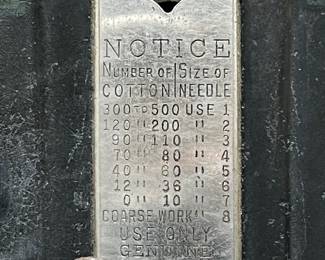 NOTICE
NUMBER OF SIZE OF
COTTON NEEDLE
300 TO 500 USE 1
120 " 200 " 2
90 " 110 " 3
70 " 80 " 4
40 " 60 " 5
12 " 36 " 6
0 " 10 " 7
COARSE WORK " 8
USE ONLY
GENUINE